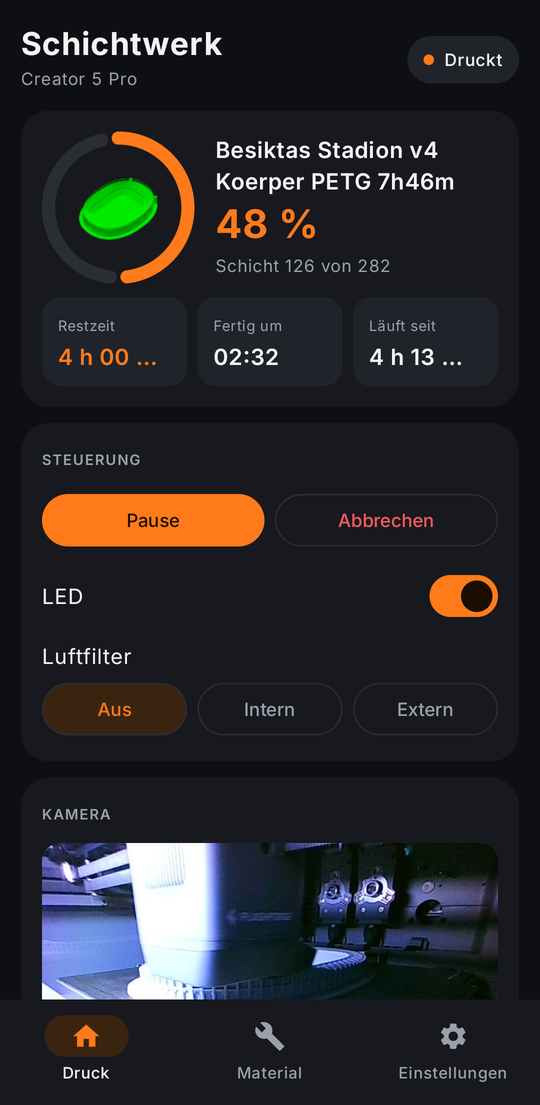 Schichtwerk
Creator 5 Pro
Druckt
Besiktas Stadion v4
Koerper PETG 7h46m
48 %
Schicht 126 von 282
Restzeit
4 h 00 ...
Fertig um
02:32
Läuft seit
4 h 13 ...
STEUERUNG
Pause
Abbrechen
LED
Luftfilter
Aus
Intern
Extern
KAMERA
Druck
Material
Einstellungen